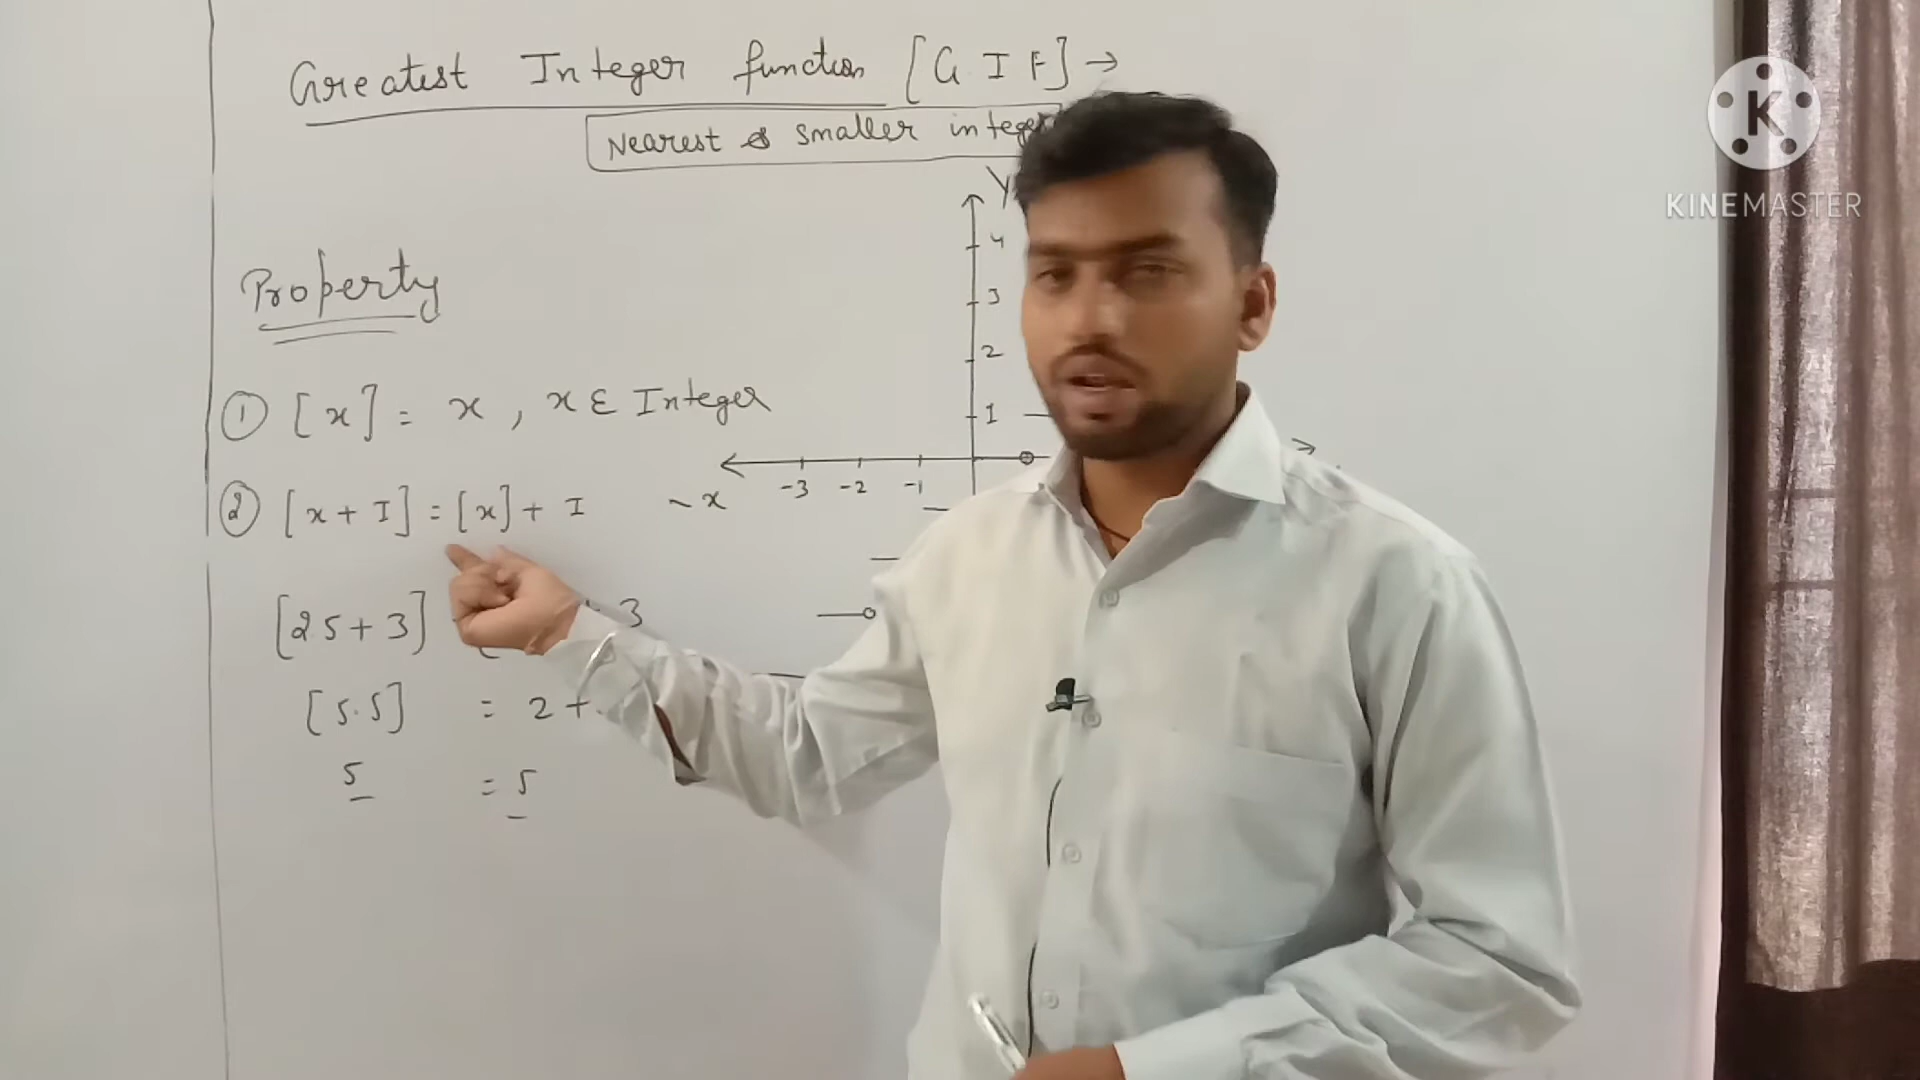 Greatest Integer function [G I F] →
Nearest & smaller integer
Property
① [x] = x , x ε Integer
② [x + I] = [x] + I
[2.5 + 3] + 3
[5.5] = 2 +
5 = 5
Y
4
3
2
1
-3 -2 -1
- x
K
KINEMASTER